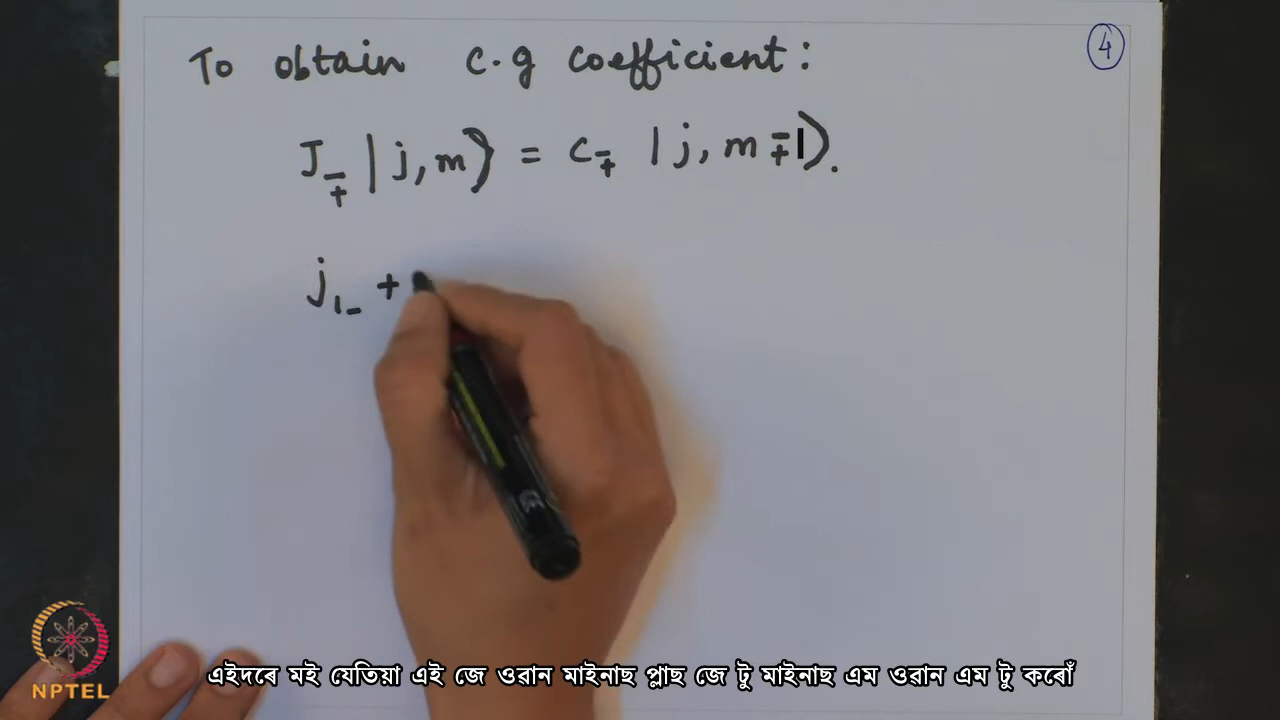 To obtain C.g coefficient:
④
J∓ |j, m⟩ = C∓ |j, m ∓1⟩.
j₁₋ +
NPTEL
এইদৰে মই যেতিয়া এই জে ওৱান মাইনাছ প্লাছ জে টু মাইনাছ এম ওৱান এম টু কৰোঁ